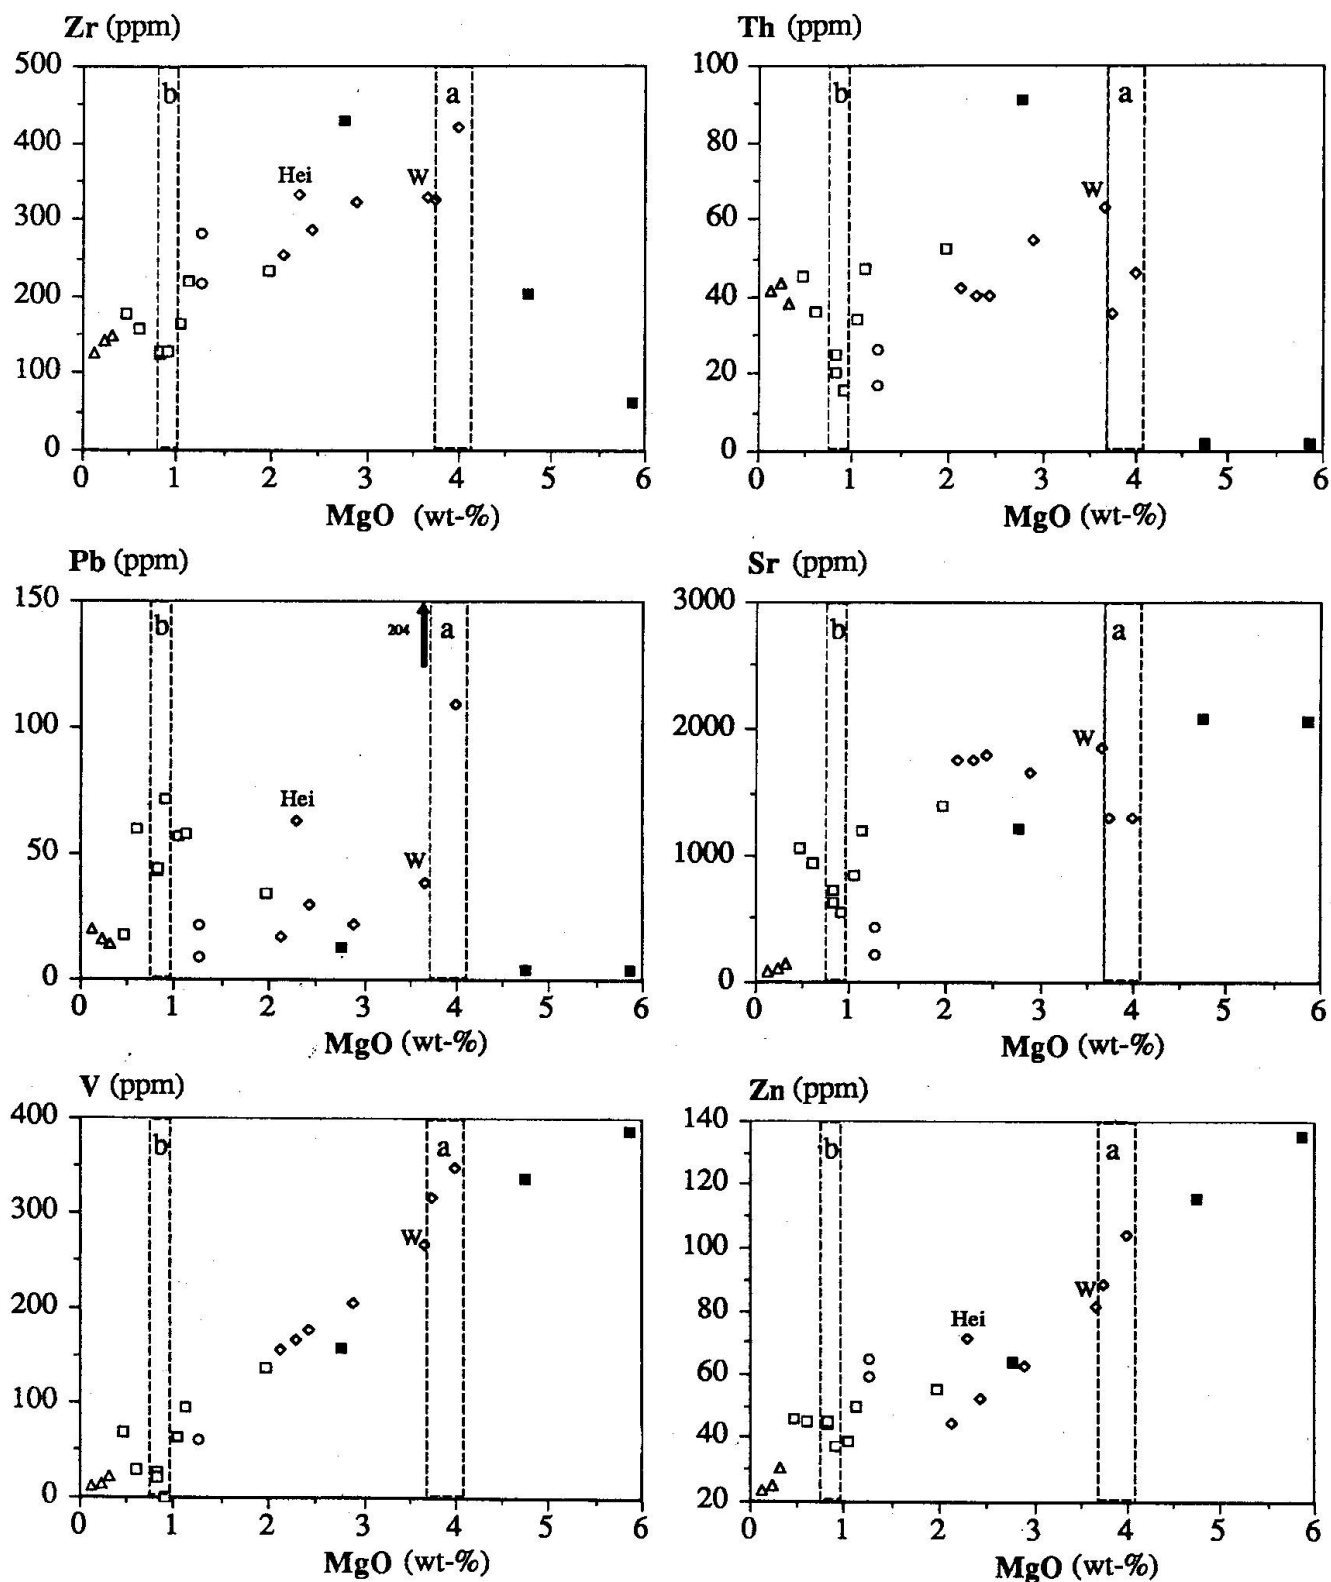 Zr (ppm)
500
400
300
200
100
0
b
a
Hei
W
0 1 2 3 4 5 6
MgO (wt-%)
Th (ppm)
100
80
60
40
20
0
b
a
W
0 1 2 3 4 5 6
MgO (wt-%)
Pb (ppm)
150
100
50
0
b
204
a
Hei
W
0 1 2 3 4 5 6
MgO (wt-%)
Sr (ppm)
3000
2000
1000
0
b
a
W
0 1 2 3 4 5 6
MgO (wt-%)
V (ppm)
400
300
200
100
0
b
a
W
0 1 2 3 4 5 6
MgO (wt-%)
Zn (ppm)
140
120
100
80
60
40
20
b
a
W
Hei
0 1 2 3 4 5 6
MgO (wt-%)